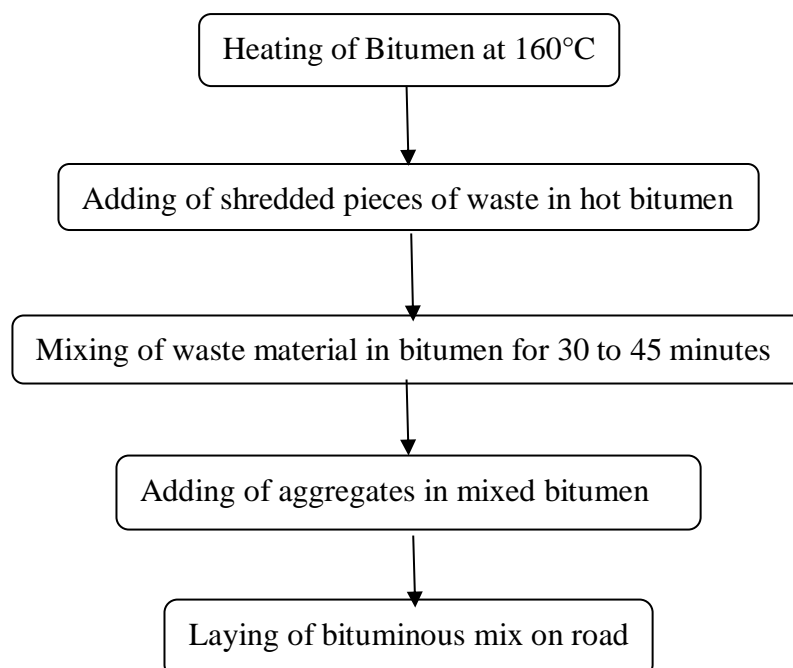 Heating of Bitumen at 160°C
Adding of shredded pieces of waste in hot bitumen
Mixing of waste material in bitumen for 30 to 45 minutes
Adding of aggregates in mixed bitumen
Laying of bituminous mix on road